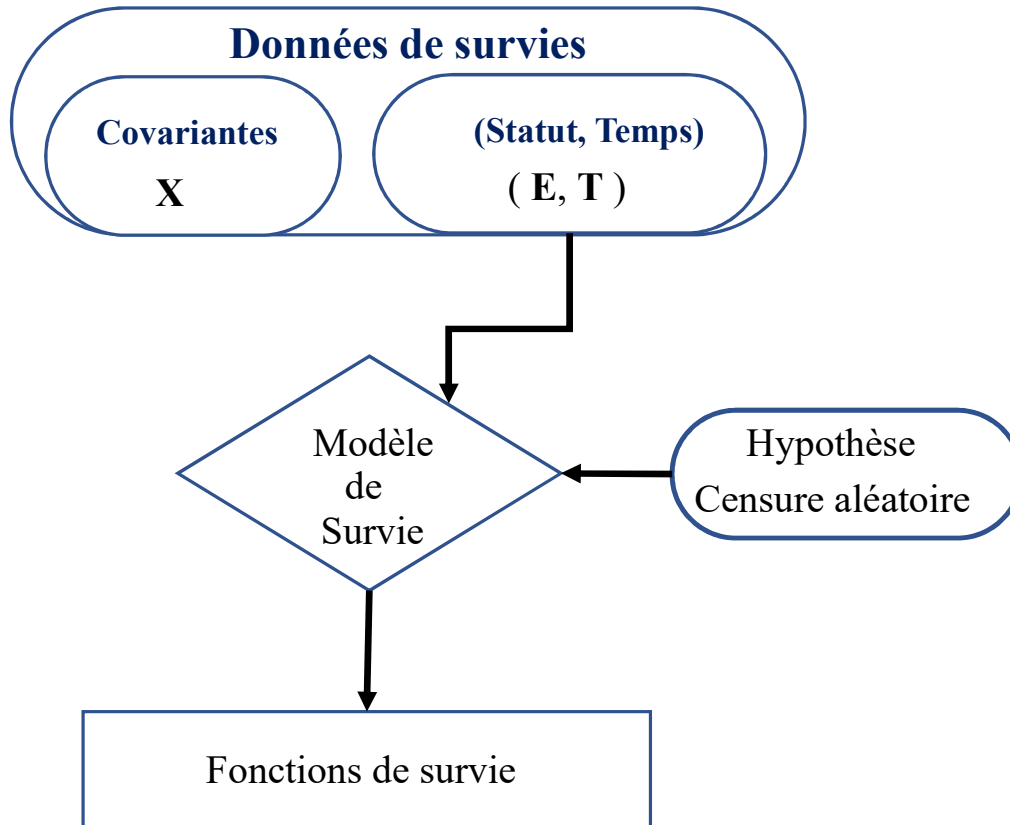 Données de survies
Covariantes
X
(Statut, Temps)
( E, T )
Modèle
de
Survie
Hypothèse
Censure aléatoire
Fonctions de survie